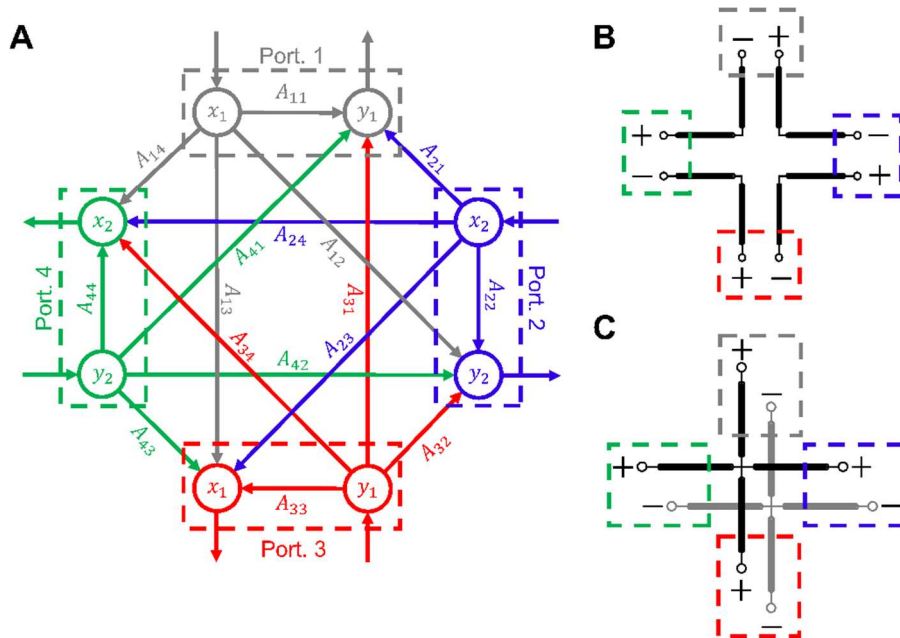 A
Port. 1
x₁
A₁₁
y₁
A₁₄
A₂₁
x₂
A₂₄
x₂
A₄₁
A₁₂
Port. 4
A₄₄
A₁₃
A₃₁
A₂₂
Port. 2
A₃₄
A₂₃
y₂
A₄₂
y₂
A₄₃
A₃₂
x₁
A₃₃
y₁
Port. 3
B
− +
+ −
− +
+ −
C
+
−
+ +
− −
+
−